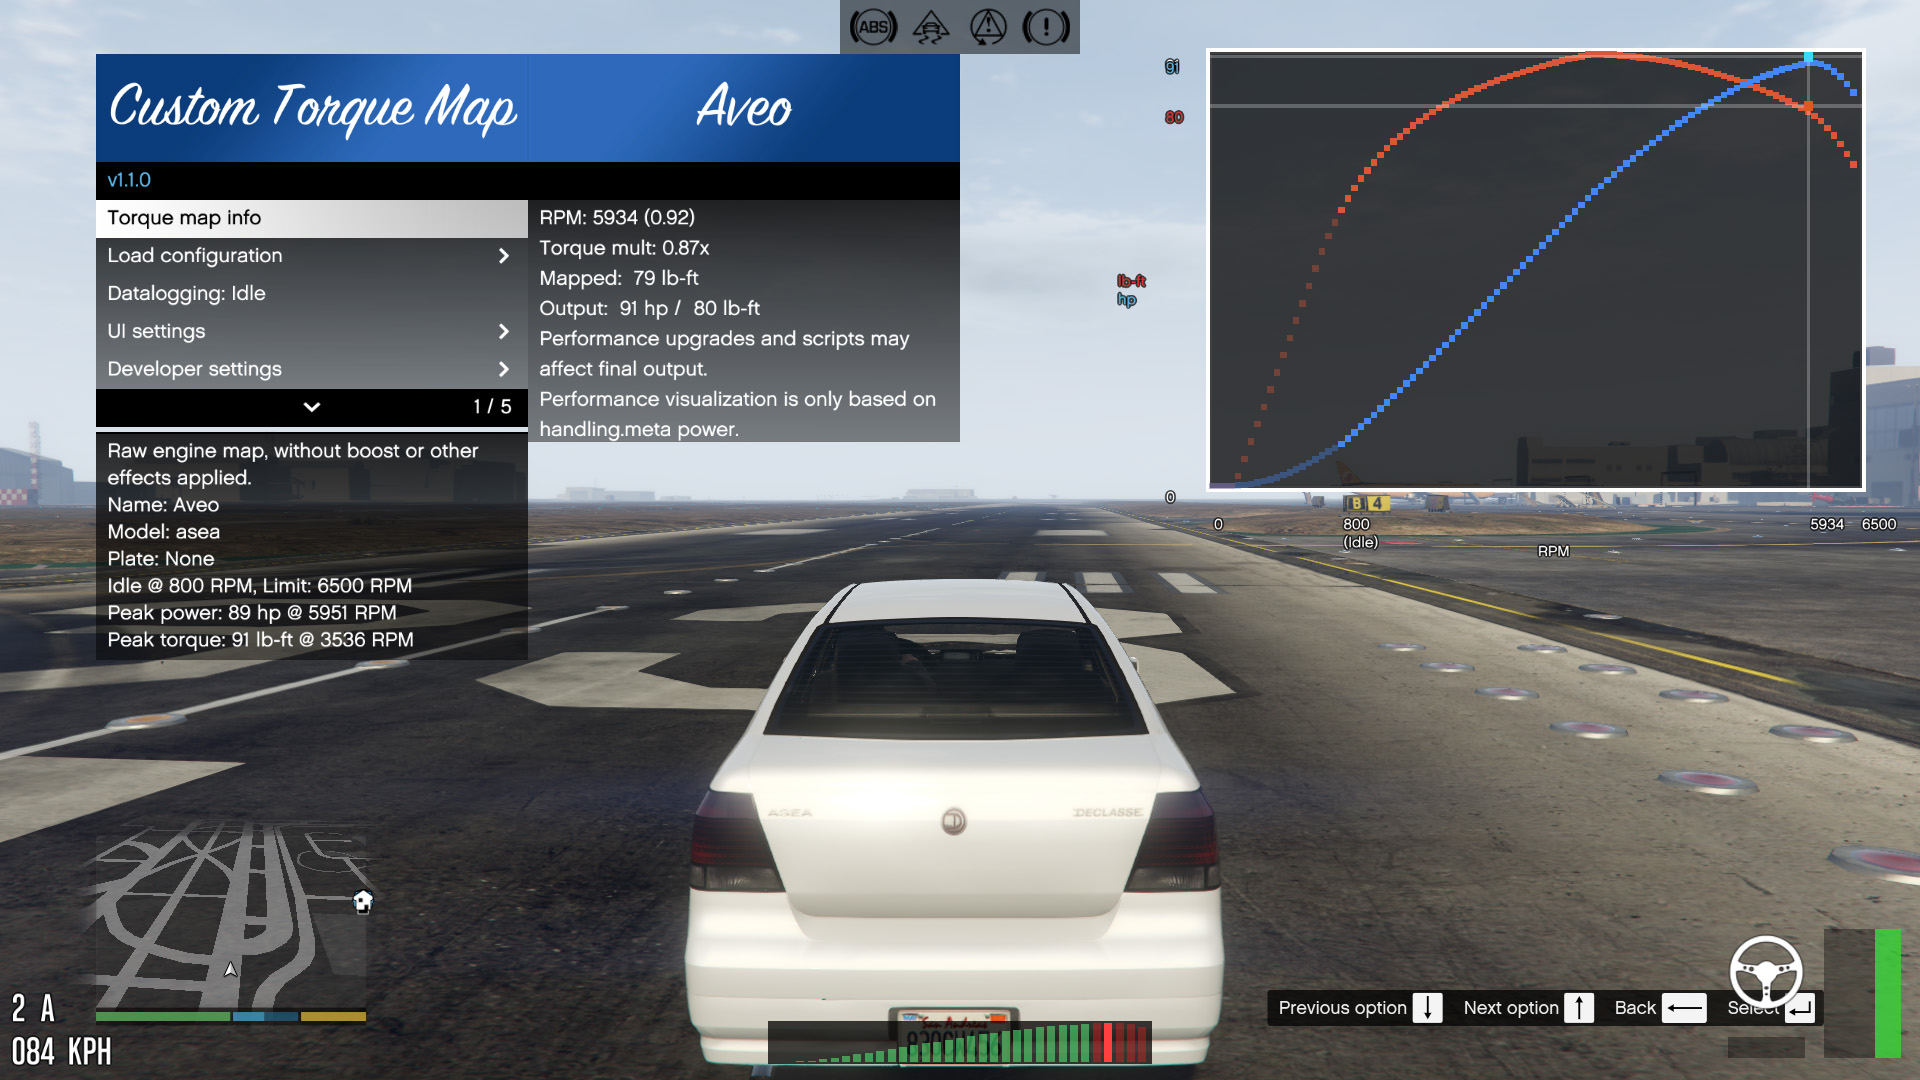 ABS
Custom Torque Map
Aveo
v1.1.0
Torque map info
Load configuration
Datalogging: Idle
UI settings
Developer settings
1 / 5
RPM: 5934 (0.92)
Torque mult: 0.87x
Mapped: 79 lb-ft
Output: 91 hp / 80 lb-ft
Performance upgrades and scripts may
affect final output.
Performance visualization is only based on
handling.meta power.
Raw engine map, without boost or other
effects applied.
Name: Aveo
Model: asea
Plate: None
Idle @ 800 RPM, Limit: 6500 RPM
Peak power: 89 hp @ 5951 RPM
Peak torque: 91 lb-ft @ 3536 RPM
91
80
lb-ft
hp
0
0
800
(Idle)
RPM
5934
6500
B 4
ASEA
DECLASSE
San Andreas
2 A
084 KPH
Previous option
Next option
Back
Select